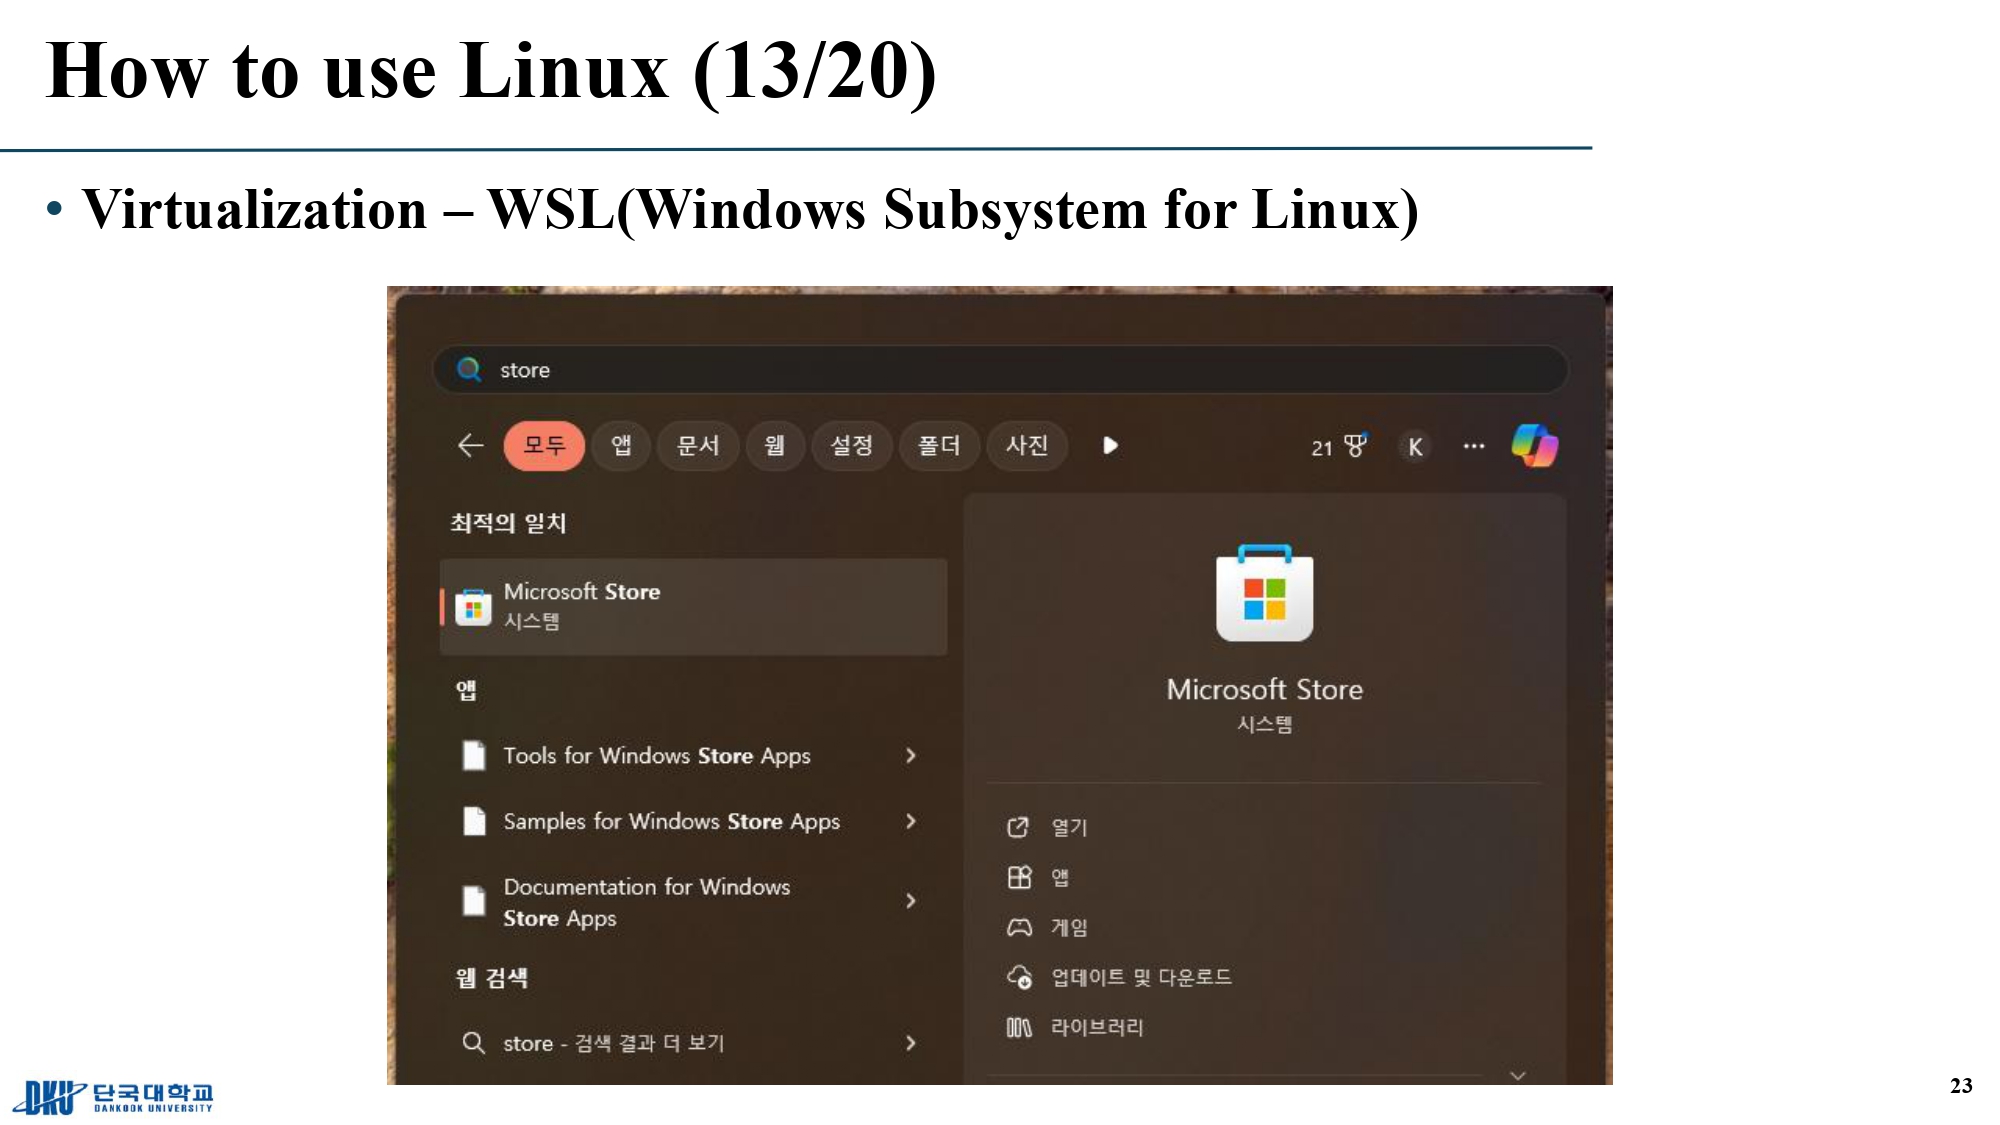 How to use Linux (13/20)
• Virtualization – WSL(Windows Subsystem for Linux)
store
모두 앱 문서 웹 설정 폴더 사진 21 K ···
최적의 일치
Microsoft Store
시스템
앱
Tools for Windows Store Apps
Samples for Windows Store Apps
Documentation for Windows
Store Apps
웹 검색
store - 검색 결과 더 보기
Microsoft Store
시스템
열기
앱
게임
업데이트 및 다운로드
라이브러리
DKU 단국대학교
DANKOOK UNIVERSITY
23